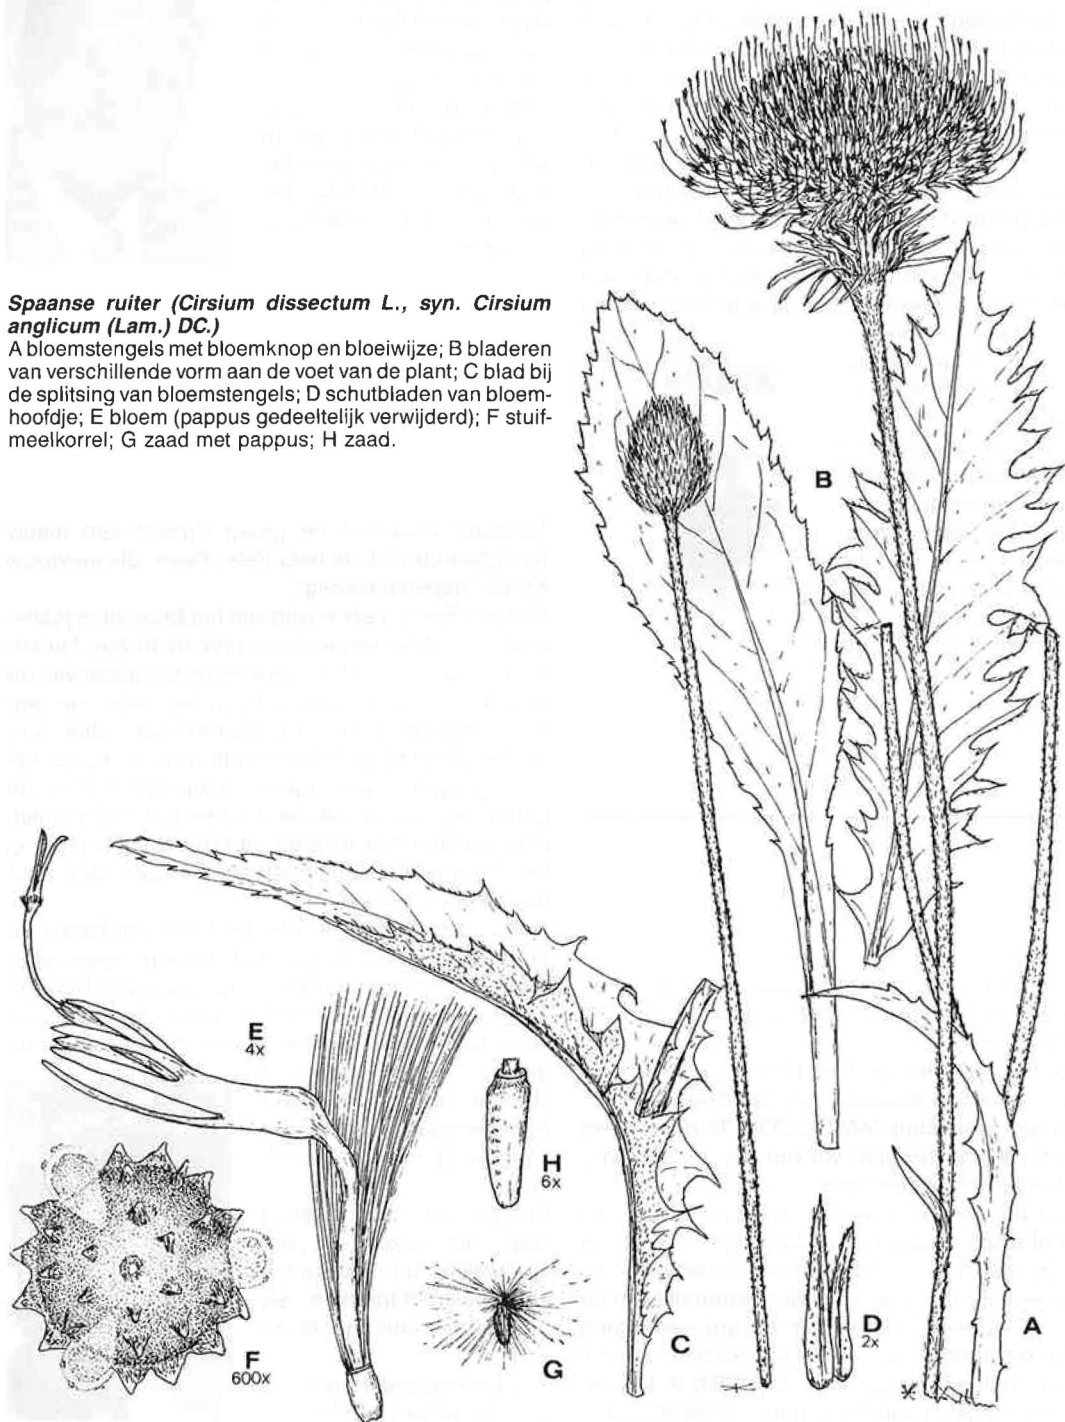 Spaanse ruiter (Cirsium dissectum L., syn. Cirsium
anglicum (Lam.) DC.)
A bloemstengels met bloemknop en bloeiwijze; B bladeren
van verschillende vorm aan de voet van de plant; C blad bij
de splitsing van bloemstengels; D schutbladen van bloem-
hoofdje; E bloem (pappus gedeeltelijk verwijderd); F stuif-
meelkorrel; G zaad met pappus; H zaad.
B
E
4x
H
6x
F
600x
G
C
D
2x
A